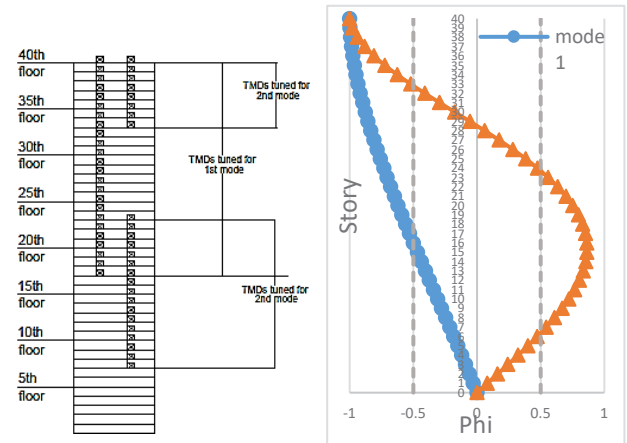 40th
floor
35th
floor
30th
floor
25th
floor
20th
floor
15th
floor
10th
floor
5th
floor
TMDs tuned for
2nd mode
TMDs tuned for
1st mode
TMDs tuned for
2nd mode
mode
1
Story
40
39
38
37
36
35
34
33
32
31
30
29
28
27
26
25
24
23
22
21
20
19
18
17
16
15
14
13
12
11
10
9
8
7
6
5
4
3
2
1
0
-1
-0.5
0.0
0.5
1
Phi